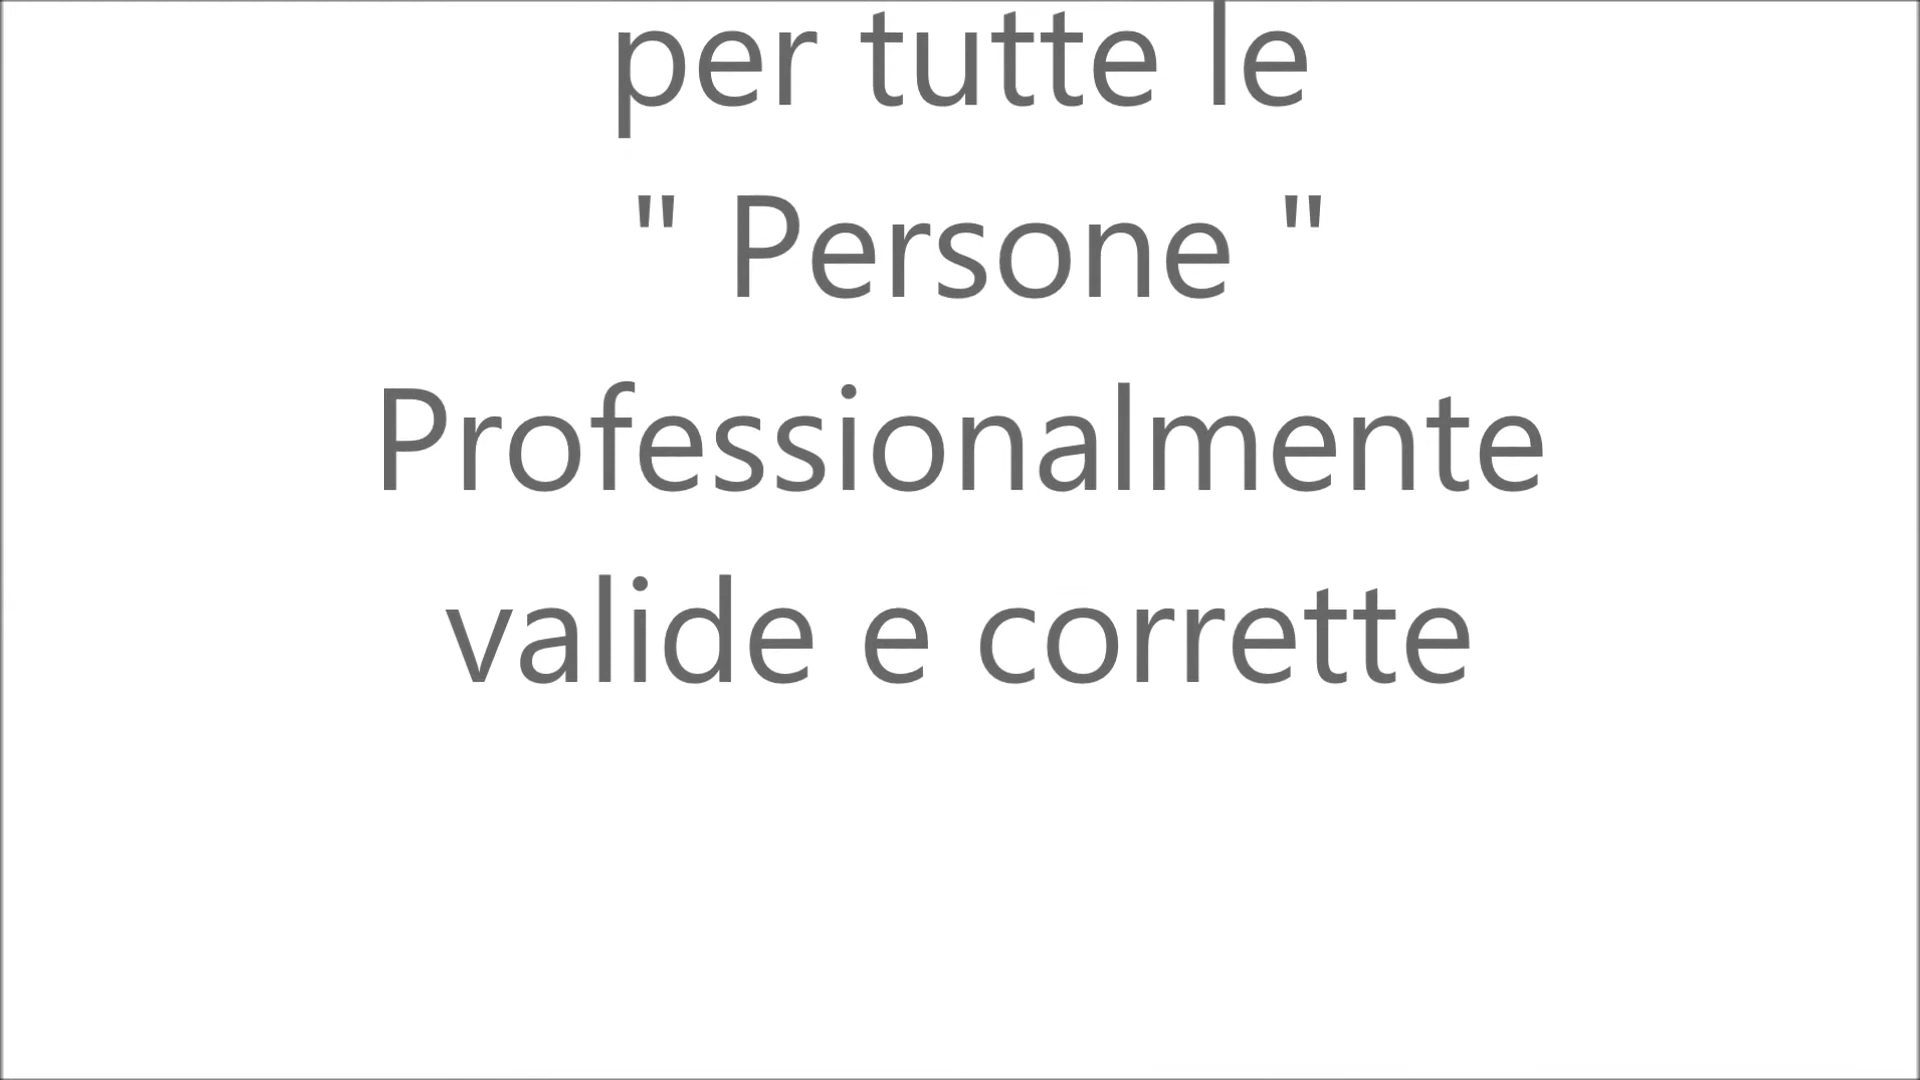 per tutte le
" Persone "
Professionalmente
valide e corrette